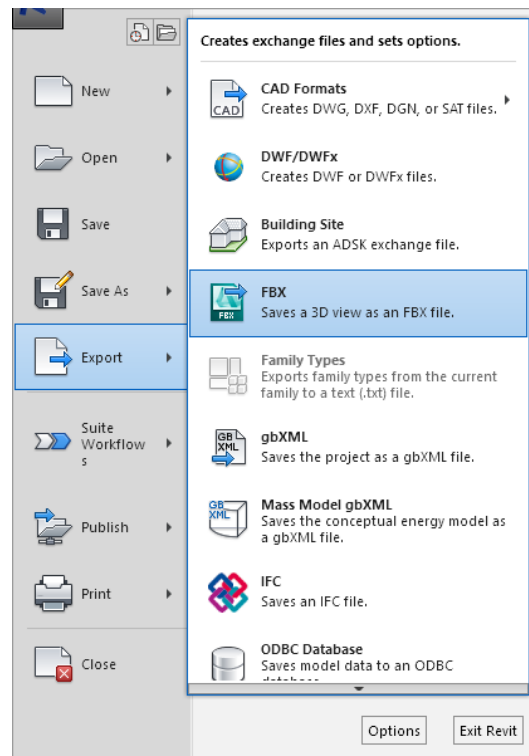 Creates exchange files and sets options.
New
Open
Save
Save As
Export
Suite
Workflow
s
Publish
Print
Close
CAD
CAD Formats
Creates DWG, DXF, DGN, or SAT files.
DWF/DWFx
Creates DWF or DWFx files.
Building Site
Exports an ADSK exchange file.
FBX
FBX
Saves a 3D view as an FBX file.
Family Types
Exports family types from the current
family to a text (.txt) file.
GB
XML
gbXML
Saves the project as a gbXML file.
GB
XML
Mass Model gbXML
Saves the conceptual energy model as
a gbXML file.
IFC
Saves an IFC file.
ODBC Database
Saves model data to an ODBC
database.
Options
Exit Revit